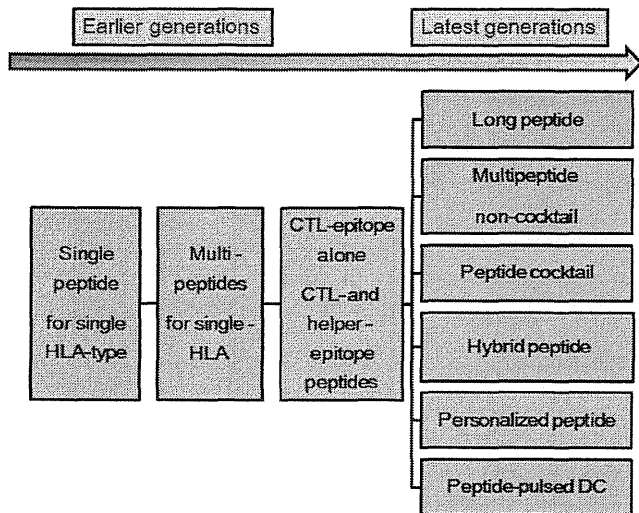 Earlier generations
Latest generations
Single
peptide
for single
HLA-type
Multi-
peptides
for single-
HLA
CTL-epitope
alone
CTL-and
helper-
epitope
peptides
Long peptide
Multipeptide
non-cocktail
Peptide cocktail
Hybrid peptide
Personalized peptide
Peptide-pulsed DC